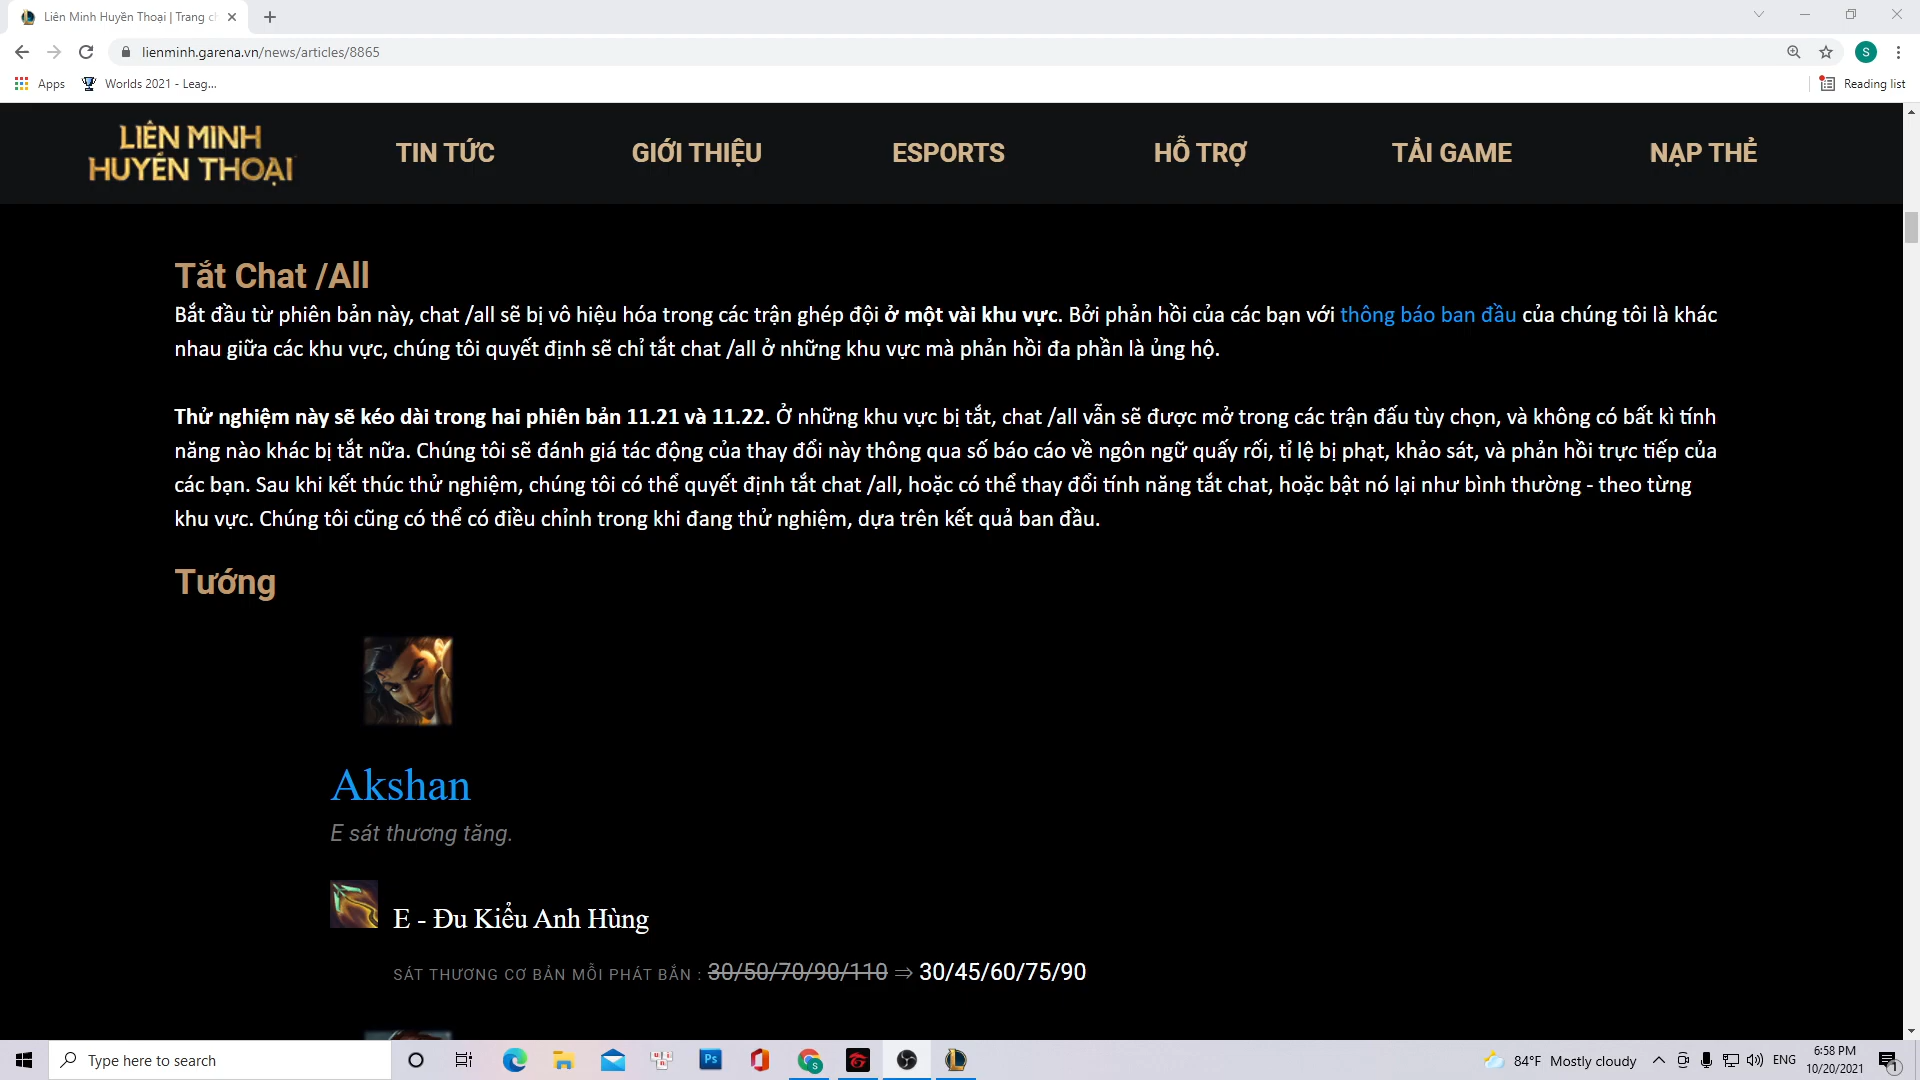 Liên Minh Huyền Thoại | Trang ch
lienminh.garena.vn/news/articles/8865
S
Apps
Worlds 2021 - Leag...
Reading list
LIÊN MINH
HUYỀN THOẠI
TIN TỨC
GIỚI THIỆU
ESPORTS
HỖ TRỢ
TẢI GAME
NẠP THẺ
Tắt Chat /All
Bắt đầu từ phiên bản này, chat /all sẽ bị vô hiệu hóa trong các trận ghép đội ở một vài khu vực. Bởi phản hồi của các bạn với thông báo ban đầu của chúng tôi là khác
nhau giữa các khu vực, chúng tôi quyết định sẽ chỉ tắt chat /all ở những khu vực mà phản hồi đa phần là ủng hộ.
Thử nghiệm này sẽ kéo dài trong hai phiên bản 11.21 và 11.22. Ở những khu vực bị tắt, chat /all vẫn sẽ được mở trong các trận đấu tùy chọn, và không có bất kì tính
năng nào khác bị tắt nữa. Chúng tôi sẽ đánh giá tác động của thay đổi này thông qua số báo cáo về ngôn ngữ quấy rối, tỉ lệ bị phạt, khảo sát, và phản hồi trực tiếp của
các bạn. Sau khi kết thúc thử nghiệm, chúng tôi có thể quyết định tắt chat /all, hoặc có thể thay đổi tính năng tắt chat, hoặc bật nó lại như bình thường - theo từng
khu vực. Chúng tôi cũng có thể có điều chỉnh trong khi đang thử nghiệm, dựa trên kết quả ban đầu.
Tướng
Akshan
E sát thương tăng.
E - Đu Kiểu Anh Hùng
SÁT THƯƠNG CƠ BẢN MỖI PHÁT BẮN : 30/50/70/90/110 ⇒ 30/45/60/75/90
Type here to search
Ps
S
84°F Mostly cloudy
ENG
6:58 PM
10/20/2021
1